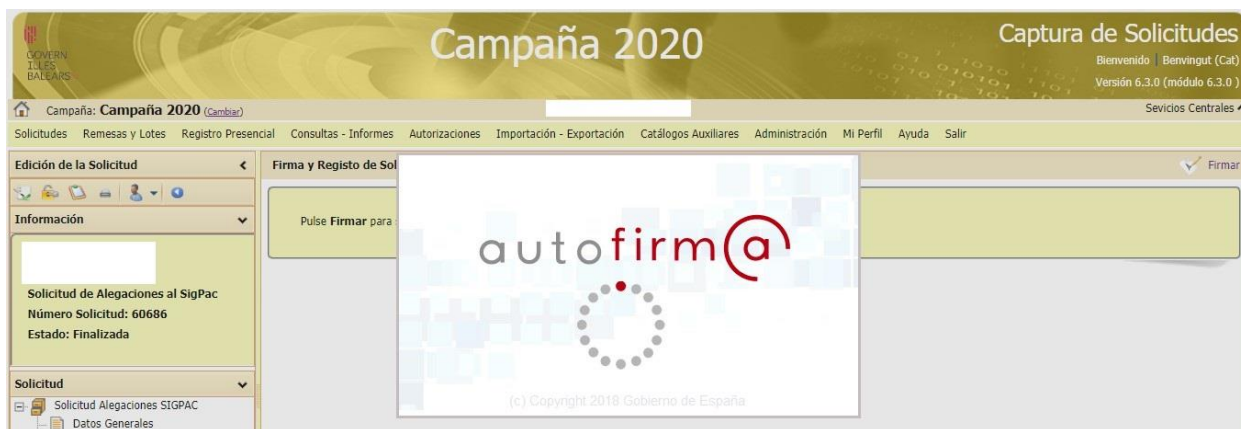 GOVERN
ILLES
BALEARS
Campaña 2020
Captura de Solicitudes
Bienvenido | Benvingut (Cat)
Versión 6.3.0 (módulo 6.3.0 )
Campaña: Campaña 2020 (Cambiar)
Sevicios Centrales
Solicitudes Remesas y Lotes Registro Presencial Consultas - Informes Autorizaciones Importación - Exportación Catálogos Auxiliares Administración Mi Perfil Ayuda Salir
Edición de la Solicitud
Firma y Registo de Sol
Firmar
Información
Pulse Firmar para
autofirm@
Solicitud de Alegaciones al SigPac
Número Solicitud: 60686
Estado: Finalizada
(c) Copyright 2018 Gobierno de España
Solicitud
Solicitud Alegaciones SIGPAC
Datos Generales